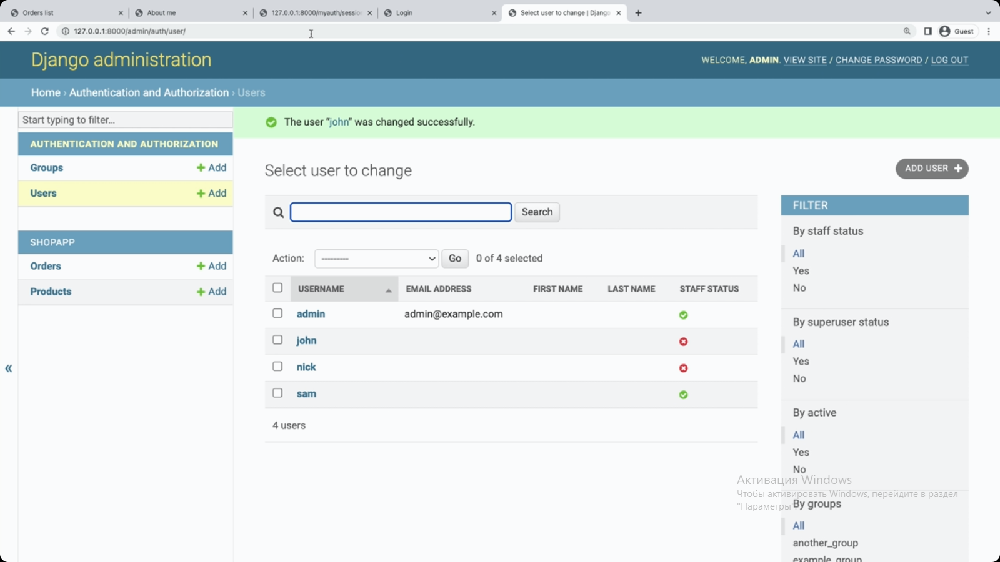 Orders list
About me
127.0.0.1:8000/myauth/sessio
Login
Select user to change | Django
127.0.0.1:8000/admin/auth/user/
Guest
Django administration
WELCOME, ADMIN. VIEW SITE / CHANGE PASSWORD / LOG OUT
Home › Authentication and Authorization › Users
Start typing to filter...
The user “john” was changed successfully.
AUTHENTICATION AND AUTHORIZATION
Groups + Add
Users + Add
SHOPAPP
Orders + Add
Products + Add
Select user to change
ADD USER +
Search
Action: --------- Go 0 of 4 selected
USERNAME EMAIL ADDRESS FIRST NAME LAST NAME STAFF STATUS
admin admin@example.com
john
nick
sam
4 users
FILTER
By staff status
All
Yes
No
By superuser status
All
Yes
No
By active
All
Yes
No
By groups
All
another_group
example_group
Активация Windows
Чтобы активировать Windows, перейдите в раздел
"Параметры".
«